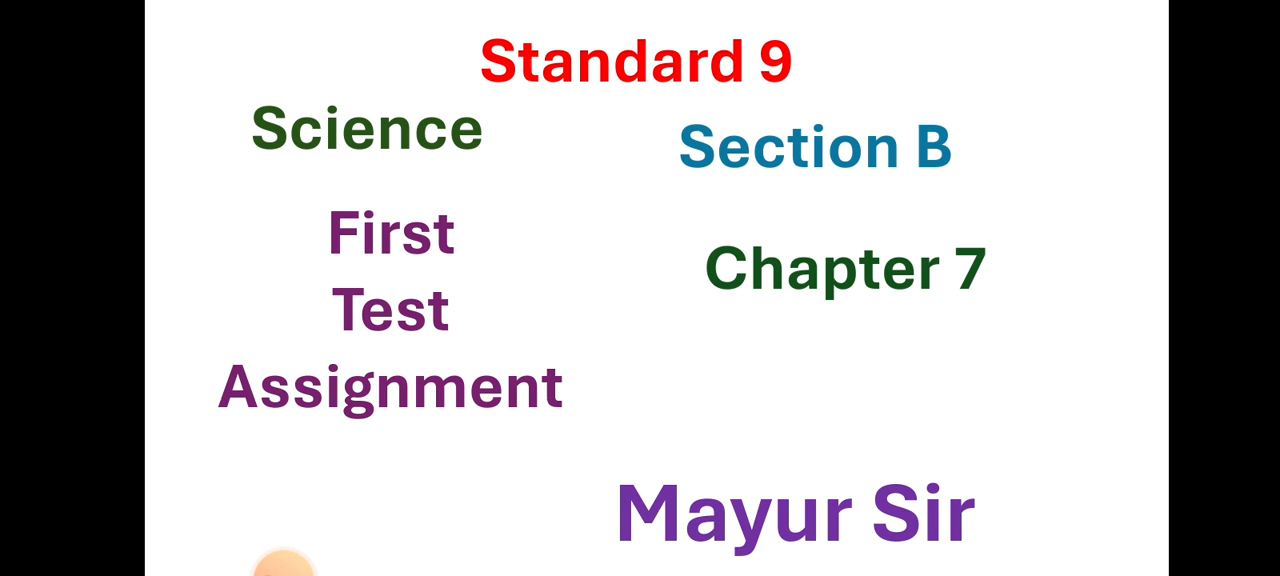 Standard 9
Science
Section B
First
Test
Assignment
Chapter 7
Mayur Sir